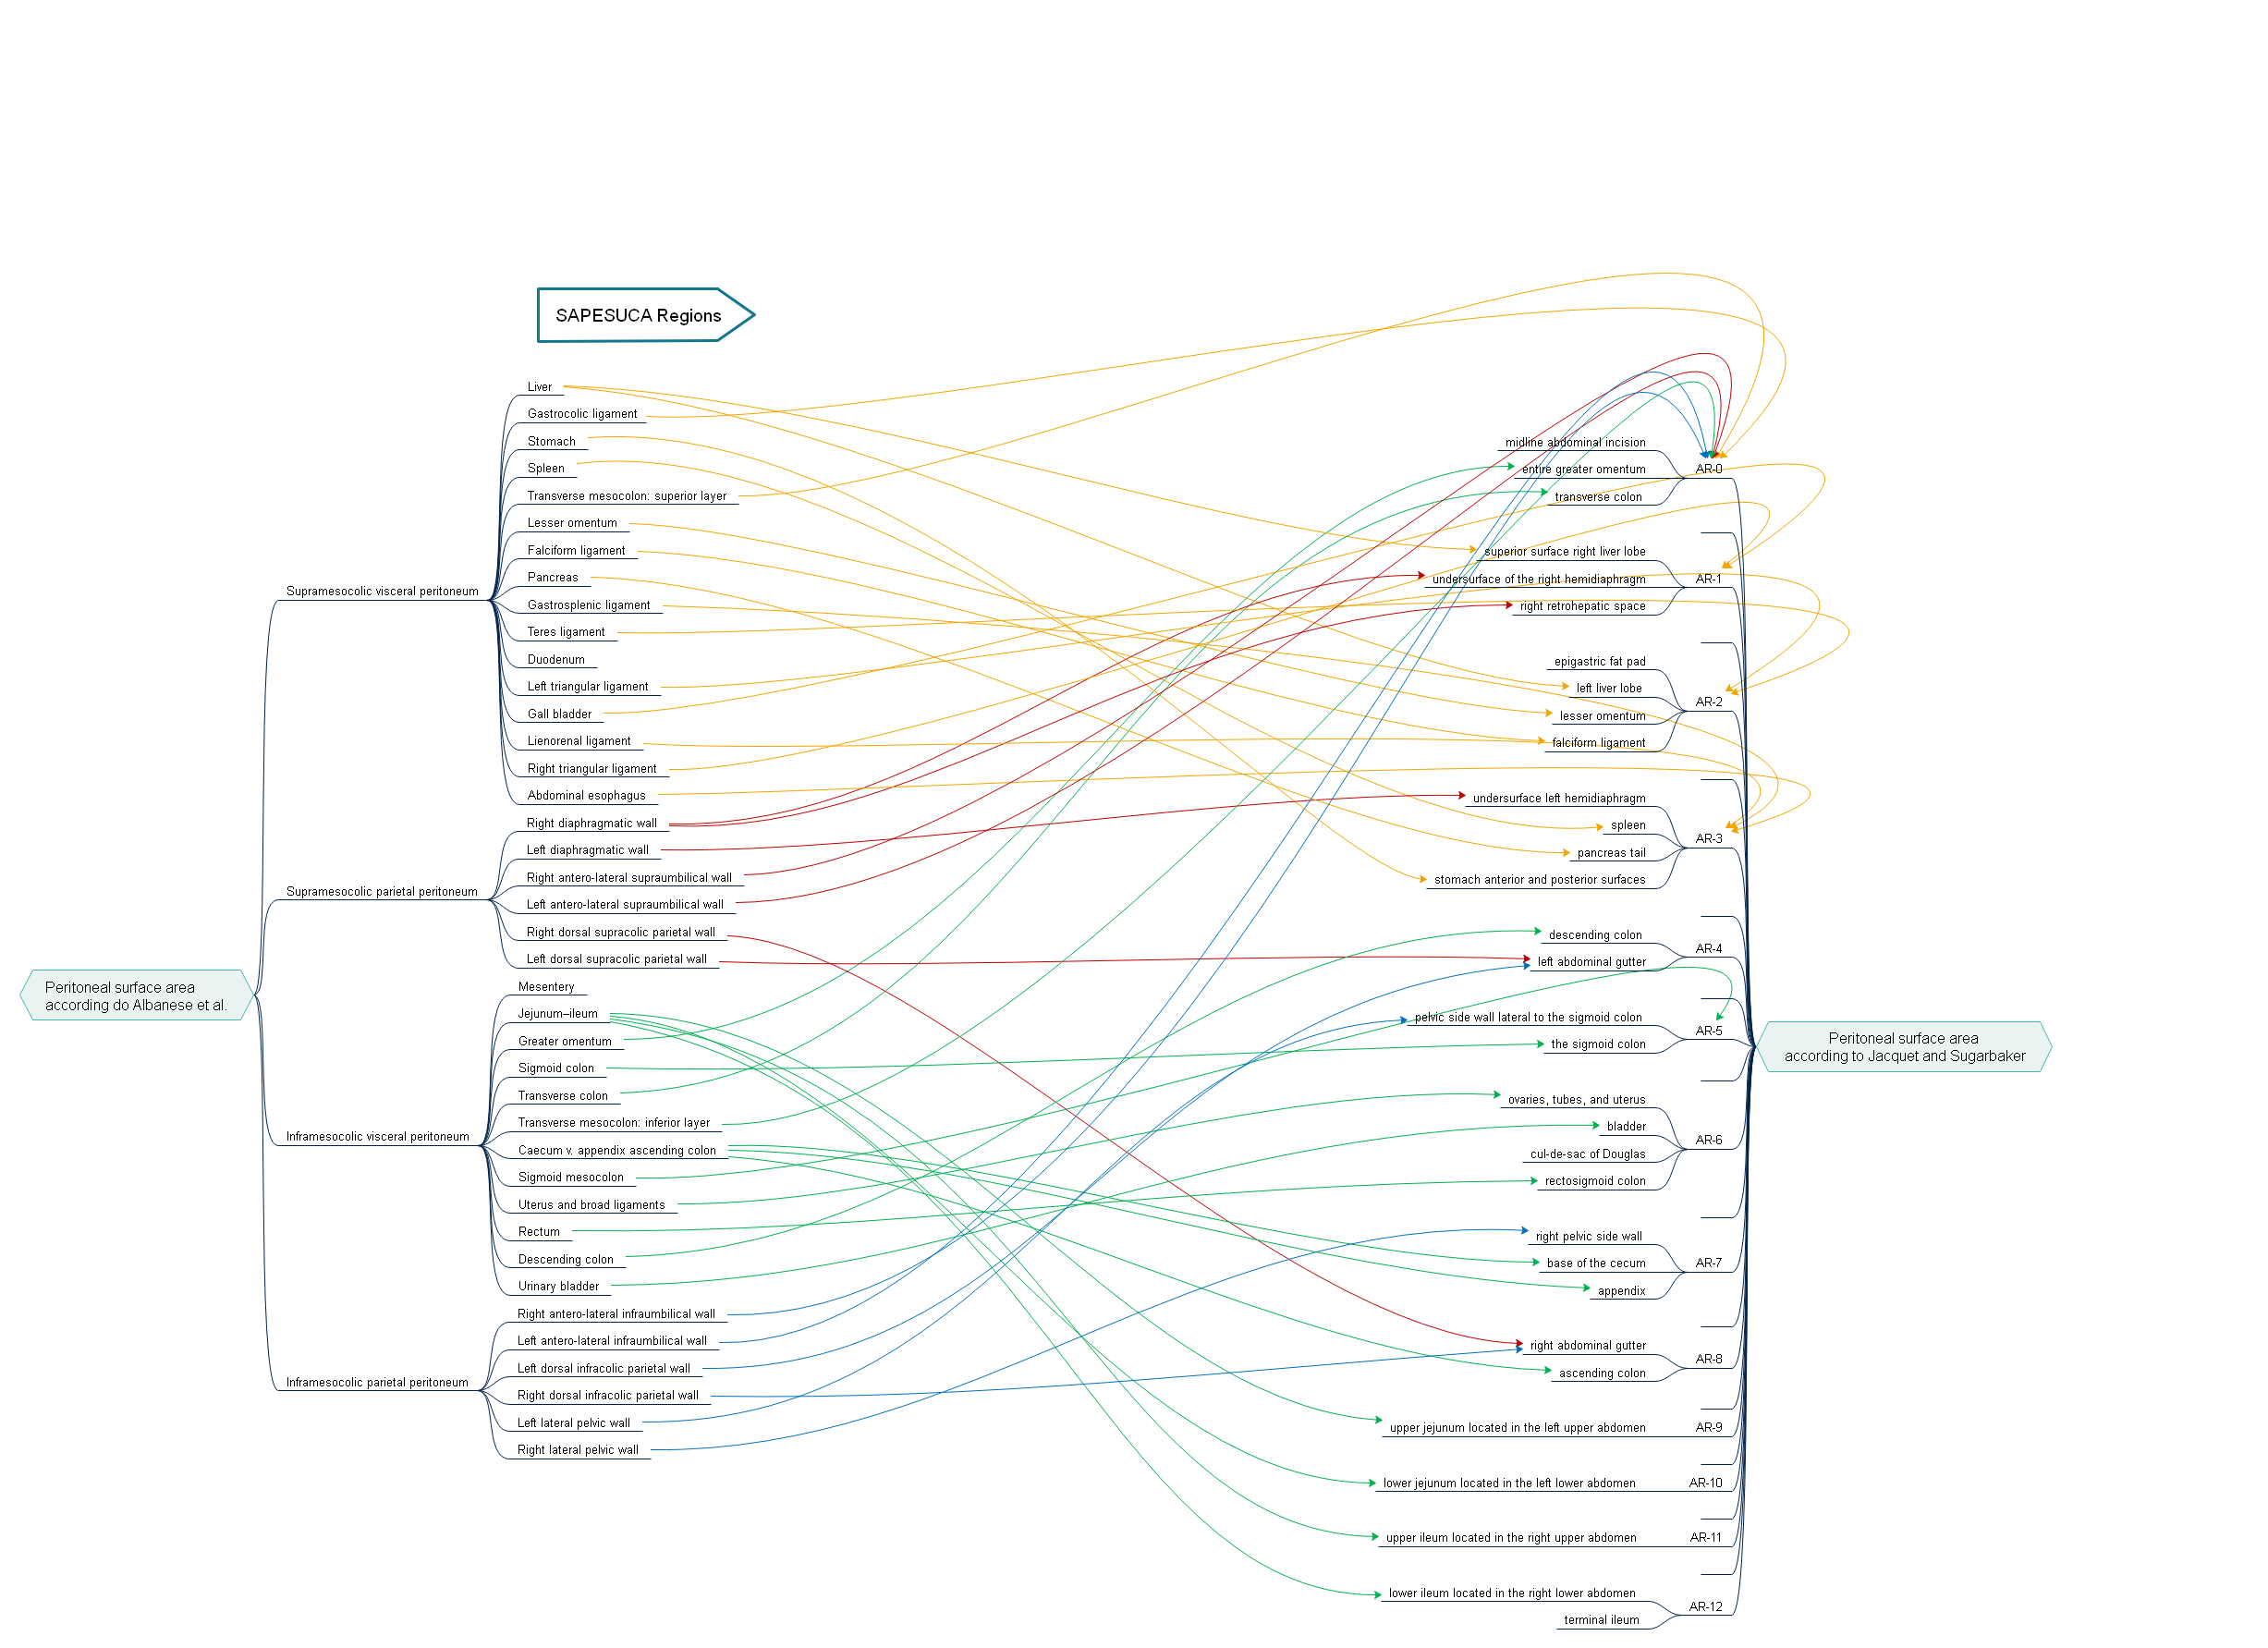 SAPESUCA Regions
Peritoneal surface area
according do Albanese et al.
Supramesocolic visceral peritoneum
Liver
Gastrocolic ligament
Stomach
Spleen
Transverse mesocolon: superior layer
Lesser omentum
Falciform ligament
Pancreas
Gastrosplenic ligament
Teres ligament
Duodenum
Left triangular ligament
Gall bladder
Lienorenal ligament
Right triangular ligament
Abdominal esophagus
Supramesocolic parietal peritoneum
Right diaphragmatic wall
Left diaphragmatic wall
Right antero-lateral supraumbilical wall
Left antero-lateral supraumbilical wall
Right dorsal supracolic parietal wall
Left dorsal supracolic parietal wall
Inframesocolic visceral peritoneum
Mesentery
Jejunum–ileum
Greater omentum
Sigmoid colon
Transverse colon
Transverse mesocolon: inferior layer
Caecum v. appendix ascending colon
Sigmoid mesocolon
Uterus and broad ligaments
Rectum
Descending colon
Urinary bladder
Inframesocolic parietal peritoneum
Right antero-lateral infraumbilical wall
Left antero-lateral infraumbilical wall
Left dorsal infracolic parietal wall
Right dorsal infracolic parietal wall
Left lateral pelvic wall
Right lateral pelvic wall
midline abdominal incision
entire greater omentum
AR-0
transverse colon
superior surface right liver lobe
undersurface of the right hemidiaphragm
AR-1
right retrohepatic space
epigastric fat pad
left liver lobe
AR-2
lesser omentum
falciform ligament
undersurface left hemidiaphragm
spleen
AR-3
pancreas tail
stomach anterior and posterior surfaces
descending colon
AR-4
left abdominal gutter
pelvic side wall lateral to the sigmoid colon
AR-5
the sigmoid colon
ovaries, tubes, and uterus
bladder
AR-6
cul-de-sac of Douglas
rectosigmoid colon
right pelvic side wall
base of the cecum
AR-7
appendix
right abdominal gutter
AR-8
ascending colon
upper jejunum located in the left upper abdomen
AR-9
lower jejunum located in the left lower abdomen
AR-10
upper ileum located in the right upper abdomen
AR-11
lower ileum located in the right lower abdomen
AR-12
terminal ileum
Peritoneal surface area
according to Jacquet and Sugarbaker